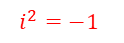 i² = −1